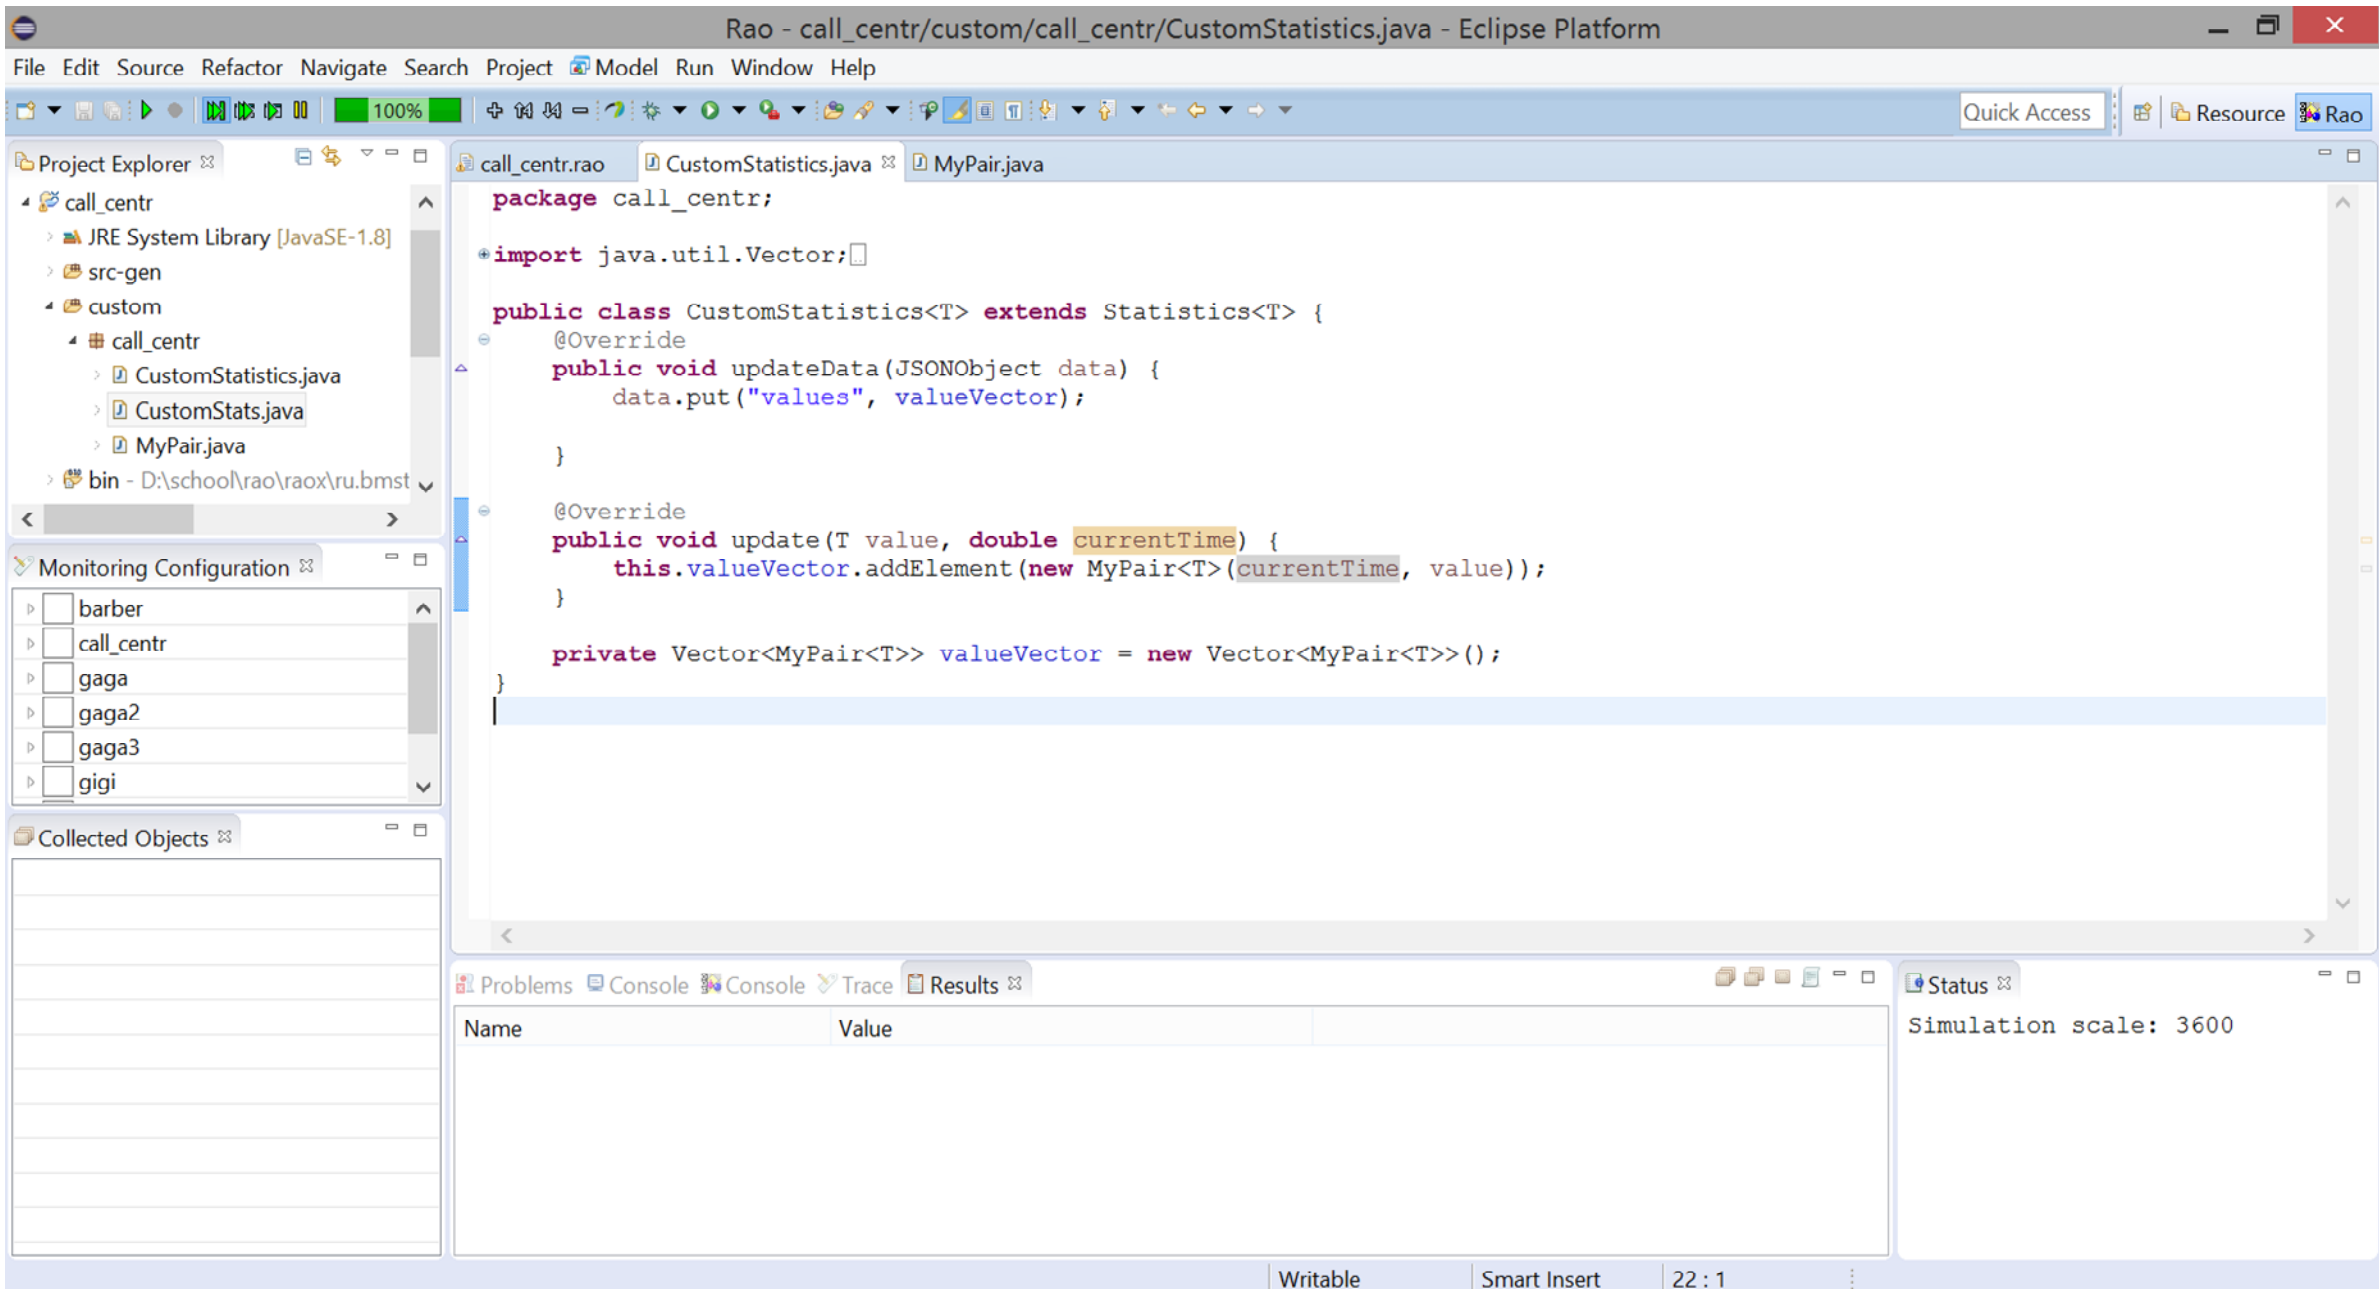 Rao - call_centr/custom/call_centr/CustomStatistics.java - Eclipse Platform
File Edit Source Refactor Navigate Search Project Model Run Window Help
100%
Quick Access
Resource
Rao
Project Explorer
call_centr
JRE System Library [JavaSE-1.8]
src-gen
custom
call_centr
CustomStatistics.java
CustomStats.java
MyPair.java
bin - D:\school\rao\raox\ru.bmst
Monitoring Configuration
barber
call_centr
gaga
gaga2
gaga3
gigi
Collected Objects
call_centr.rao CustomStatistics.java MyPair.java
package call_centr;
import java.util.Vector;
public class CustomStatistics<T> extends Statistics<T> {
@Override
public void updateData(JSONObject data) {
data.put("values", valueVector);
}
@Override
public void update(T value, double currentTime) {
this.valueVector.addElement(new MyPair<T>(currentTime, value));
}
private Vector<MyPair<T>> valueVector = new Vector<MyPair<T>>();
}
Problems Console Console Trace Results
Name Value
Status
Simulation scale: 3600
Writable Smart Insert 22 : 1